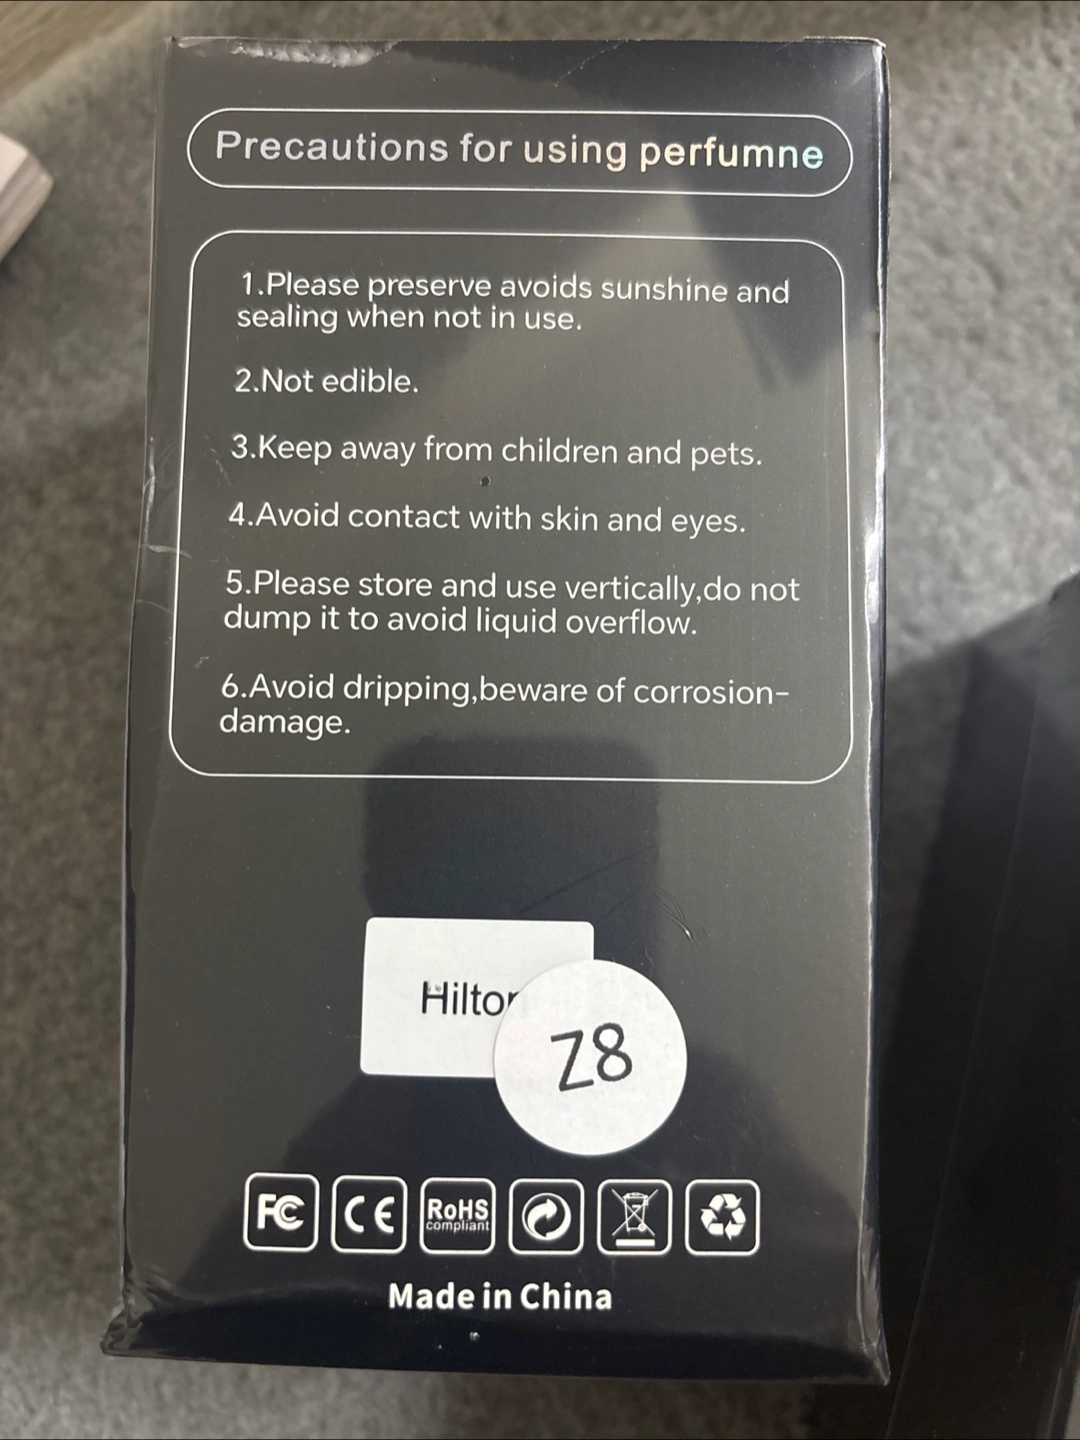 Precautions for using perfumne
1.Please preserve avoids sunshine and
sealing when not in use.
2.Not edible.
3.Keep away from children and pets.
4.Avoid contact with skin and eyes.
5.Please store and use vertically,do not
dump it to avoid liquid overflow.
6.Avoid dripping,beware of corrosion-
damage.
Hilton
Z8
FC CE RoHS
compliant
Made in China